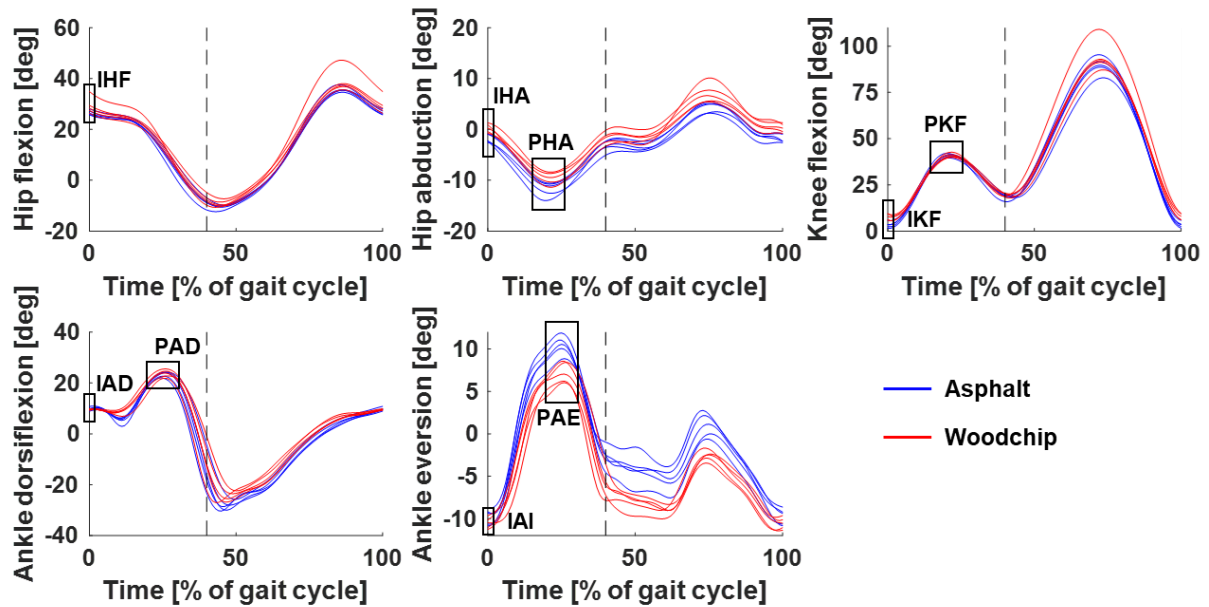 Hip flexion [deg]
60
40
20
0
-20
IHF
0
50
100
Time [% of gait cycle]
Hip abduction [deg]
20
10
0
-10
-20
IHA
PHA
0
50
100
Time [% of gait cycle]
Knee flexion [deg]
100
75
50
25
0
PKF
IKF
0
50
100
Time [% of gait cycle]
Ankle dorsiflexion [deg]
40
20
0
-20
-40
IAD
PAD
0
50
100
Time [% of gait cycle]
Ankle eversion [deg]
10
5
0
-5
-10
PAE
IAI
0
50
100
Time [% of gait cycle]
Asphalt
Woodchip